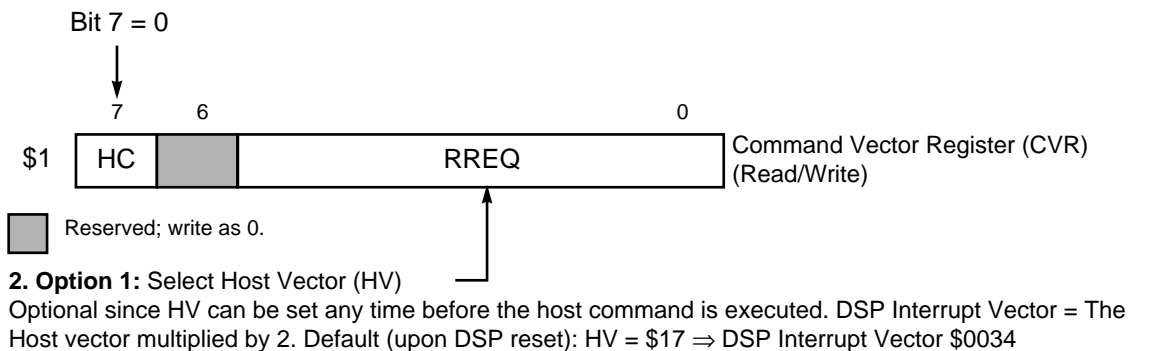 Bit 7 = 0
7 6 0
$1 HC RREQ Command Vector Register (CVR)
(Read/Write)
Reserved; write as 0.
2. Option 1: Select Host Vector (HV)
Optional since HV can be set any time before the host command is executed. DSP Interrupt Vector = The
Host vector multiplied by 2. Default (upon DSP reset): HV = $17 ⇒ DSP Interrupt Vector $0034